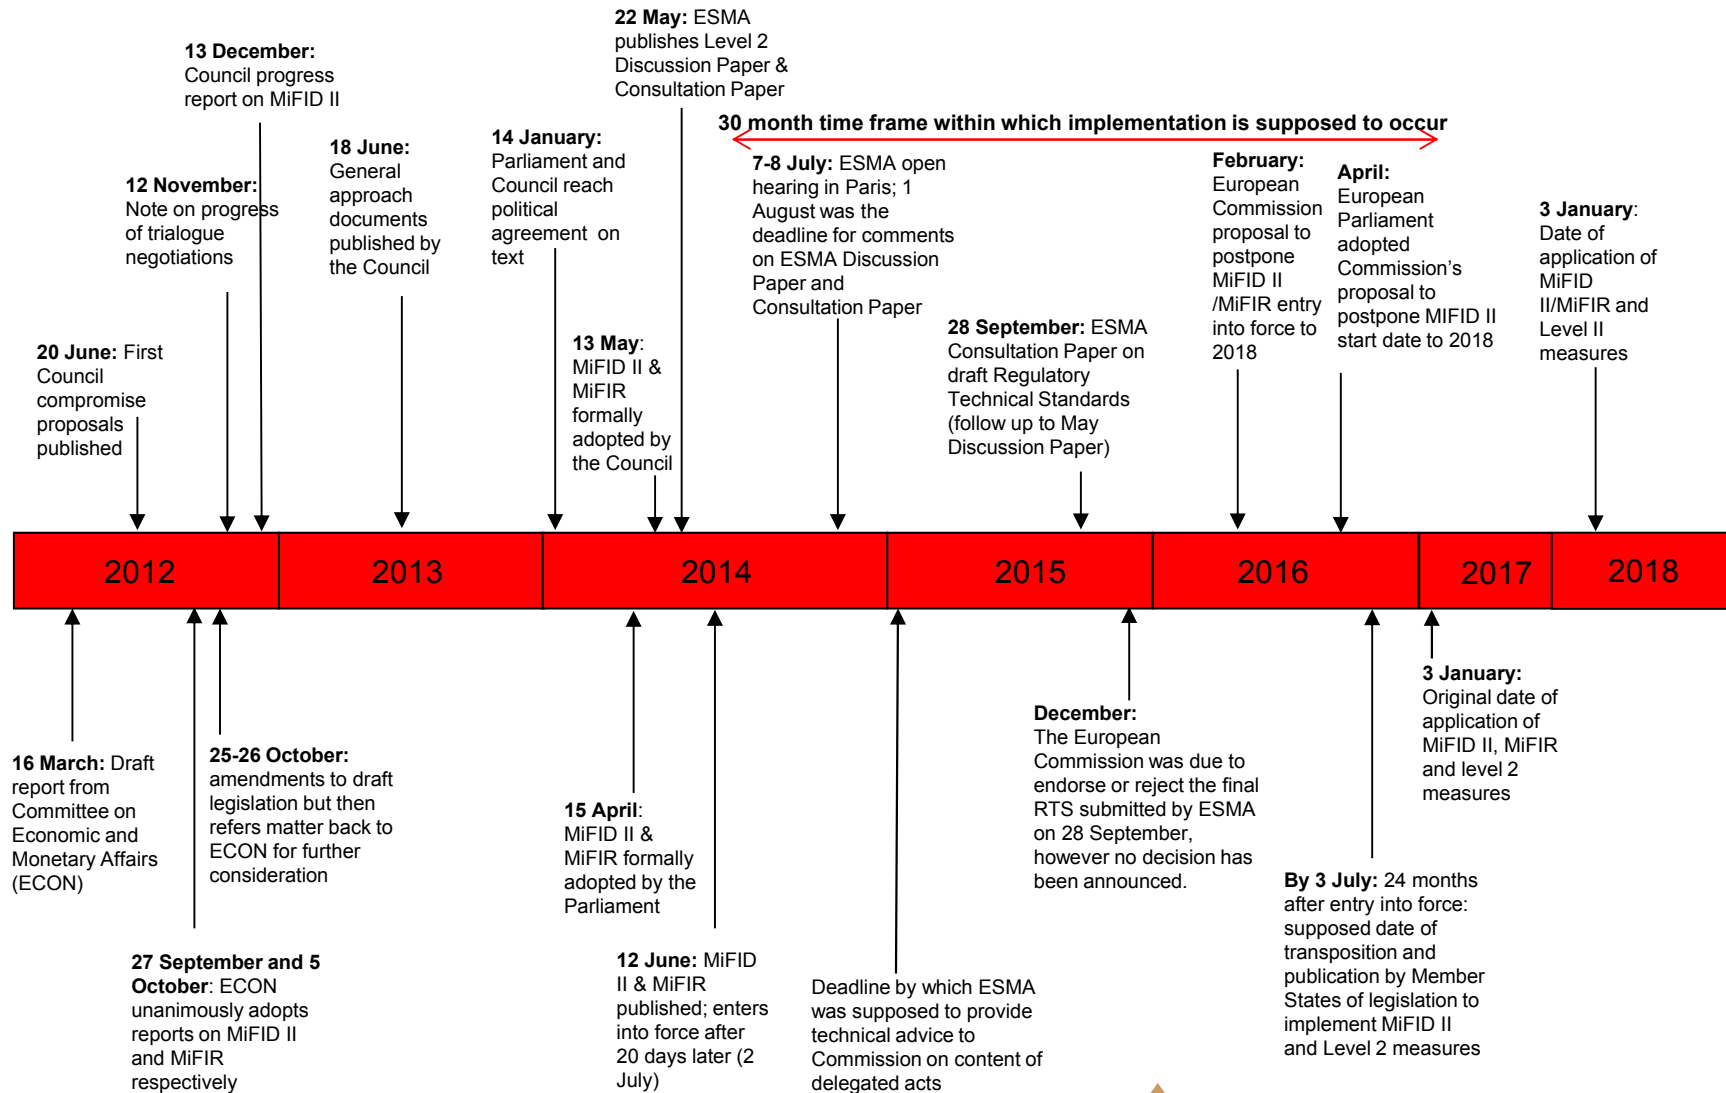 22 May: ESMA
publishes Level 2
Discussion Paper &
Consultation Paper
13 December:
Council progress
report on MiFID II
30 month time frame within which implementation is supposed to occur
12 November:
Note on progress
of trialogue
negotiations
18 June:
General
approach
documents
published by
the Council
14 January:
Parliament and
Council reach
political
agreement on
text
7-8 July: ESMA open
hearing in Paris; 1
August was the
deadline for comments
on ESMA Discussion
Paper and
Consultation Paper
February:
European
Commission
proposal to
postpone
MiFID II
/MiFIR entry
into force to
2018
April:
European
Parliament
adopted
Commission’s
proposal to
postpone MIFID II
start date to 2018
3 January:
Date of
application of
MiFID
II/MiFIR and
Level II
measures
20 June: First
Council
compromise
proposals
published
13 May:
MiFID II &
MiFIR
formally
adopted by
the Council
28 September: ESMA
Consultation Paper on
draft Regulatory
Technical Standards
(follow up to May
Discussion Paper)
2012
2013
2014
2015
2016
2017
2018
16 March: Draft
report from
Committee on
Economic and
Monetary Affairs
(ECON)
25-26 October:
amendments to draft
legislation but then
refers matter back to
ECON for further
consideration
27 September and 5
October: ECON
unanimously adopts
reports on MiFID II
and MiFIR
respectively
15 April:
MiFID II &
MiFIR formally
adopted by the
Parliament
12 June: MiFID
II & MiFIR
published; enters
into force after
20 days later (2
July)
Deadline by which ESMA
was supposed to provide
technical advice to
Commission on content of
delegated acts
December:
The European
Commission was due to
endorse or reject the final
RTS submitted by ESMA
on 28 September,
however no decision has
been announced.
By 3 July: 24 months
after entry into force:
supposed date of
transposition and
publication by Member
States of legislation to
implement MiFID II
and Level 2 measures
3 January:
Original date of
application of
MiFID II, MiFIR
and level 2
measures